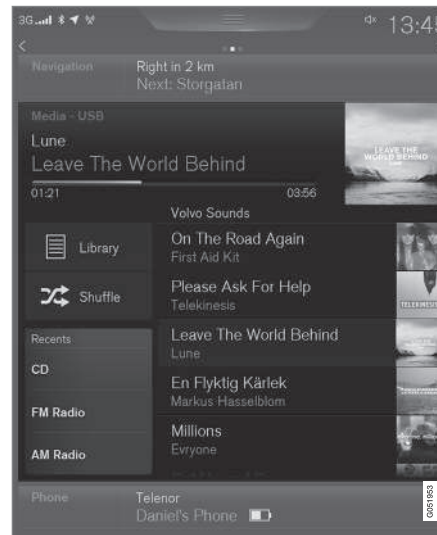 3G
13:45
Navigation
Right in 2 km
Next: Storgatan
Media - USB
Lune
Leave The World Behind
01:21
03:56
LEAVE THE
WORLD BEHIND
Volvo Sounds
Library
Shuffle
On The Road Again
First Aid Kit
Please Ask For Help
Telekinesis
TELEKINESIS
Leave The World Behind
Lune
En Flyktig Kärlek
Markus Hasselblom
Millions
Evryone
Recents
CD
FM Radio
AM Radio
Phone
Telenor
Daniel's Phone
G051953